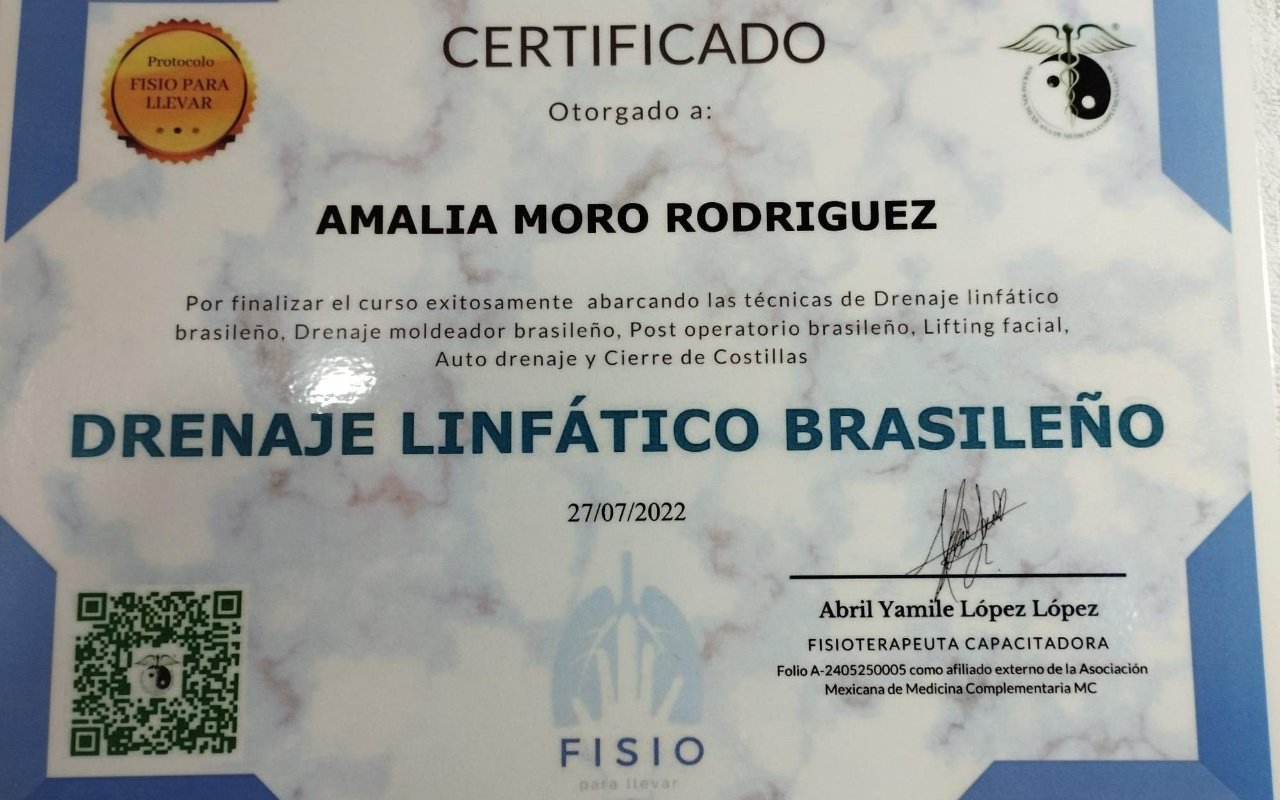 Protocolo
FISIO PARA
LLEVAR
CERTIFICADO
Otorgado a:
AMALIA MORO RODRIGUEZ
Por finalizar el curso exitosamente abarcando las técnicas de Drenaje linfático
brasileño, Drenaje moldeador brasileño, Post operatorio brasileño, Lifting facial,
Auto drenaje y Cierre de Costillas
DRENAJE LINFÁTICO BRASILEÑO
27/07/2022
Abril Yamile López López
FISIOTERAPEUTA CAPACITADORA
Folio A-2405250005 como afiliado externo de la Asociación
Mexicana de Medicina Complementaria MC
FISIO
para llevar